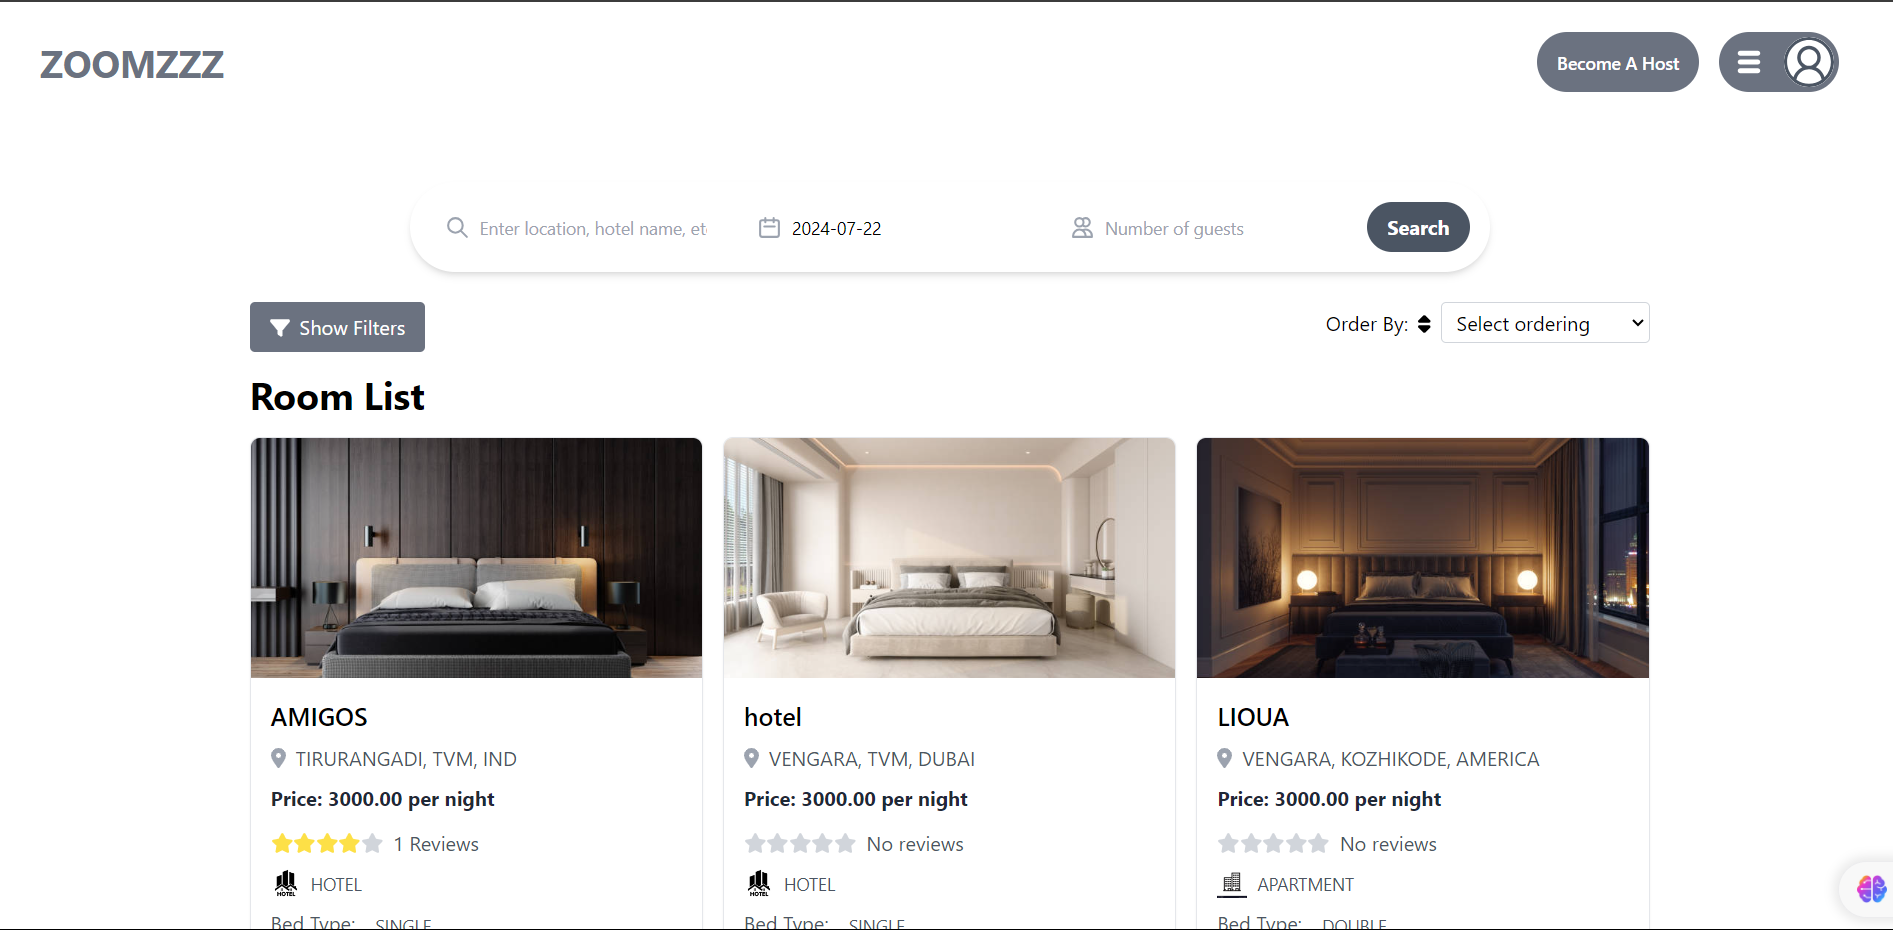 ZOOMZZZ
Become A Host
Enter location, hotel name, et
2024-07-22
Number of guests
Search
Show Filters
Order By:
Select ordering
Room List
AMIGOS
TIRURANGADI, TVM, IND
Price: 3000.00 per night
1 Reviews
HOTEL
HOTEL
Bed Type: SINGLE
hotel
VENGARA, TVM, DUBAI
Price: 3000.00 per night
No reviews
HOTEL
HOTEL
Bed Type: SINGLE
LIOUA
VENGARA, KOZHIKODE, AMERICA
Price: 3000.00 per night
No reviews
APARTMENT
Bed Type: DOUBLE